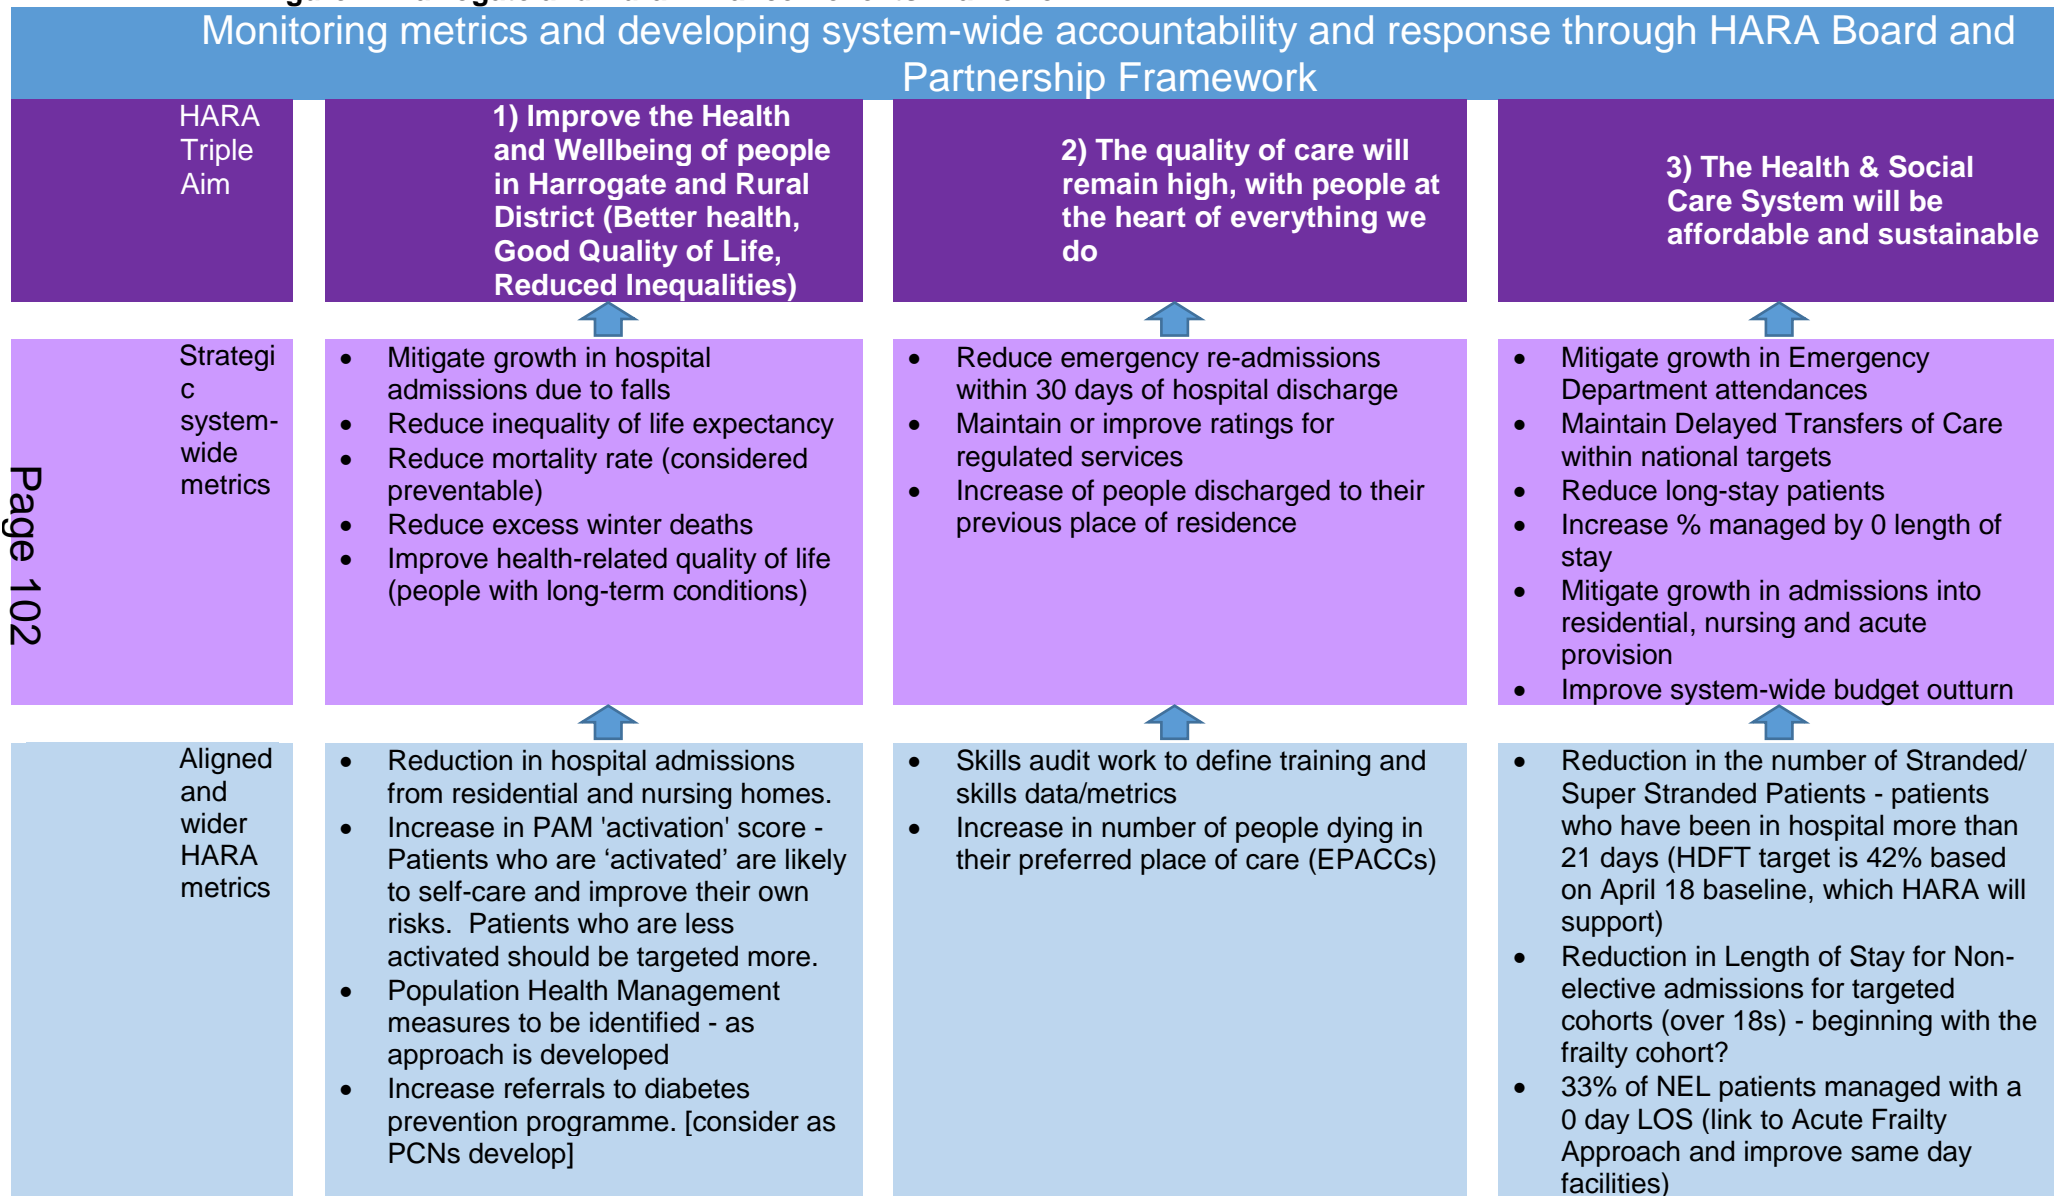 Monitoring metrics and developing system-wide accountability and response through HARA Board and
Partnership Framework
HARA
Triple
Aim
1) Improve the Health
and Wellbeing of people
in Harrogate and Rural
District (Better health,
Good Quality of Life,
Reduced Inequalities)
2) The quality of care will
remain high, with people at
the heart of everything we
do
3) The Health & Social
Care System will be
affordable and sustainable
Strategi
c
system-
wide
metrics
• Mitigate growth in hospital
admissions due to falls
• Reduce inequality of life expectancy
• Reduce mortality rate (considered
preventable)
• Reduce excess winter deaths
• Improve health-related quality of life
(people with long-term conditions)
• Reduce emergency re-admissions
within 30 days of hospital discharge
• Maintain or improve ratings for
regulated services
• Increase of people discharged to their
previous place of residence
• Mitigate growth in Emergency
Department attendances
• Maintain Delayed Transfers of Care
within national targets
• Reduce long-stay patients
• Increase % managed by 0 length of
stay
• Mitigate growth in admissions into
residential, nursing and acute
provision
• Improve system-wide budget outturn
Page 102
Aligned
and
wider
HARA
metrics
• Reduction in hospital admissions
from residential and nursing homes.
• Increase in PAM 'activation' score -
Patients who are ‘activated’ are likely
to self-care and improve their own
risks.  Patients who are less
activated should be targeted more.
• Population Health Management
measures to be identified - as
approach is developed
• Increase referrals to diabetes
prevention programme. [consider as
PCNs develop]
• Skills audit work to define training and
skills data/metrics
• Increase in number of people dying in
their preferred place of care (EPACCs)
• Reduction in the number of Stranded/
Super Stranded Patients - patients
who have been in hospital more than
21 days (HDFT target is 42% based
on April 18 baseline, which HARA will
support)
• Reduction in Length of Stay for Non-
elective admissions for targeted
cohorts (over 18s) - beginning with the
frailty cohort?
• 33% of NEL patients managed with a
0 day LOS (link to Acute Frailty
Approach and improve same day
facilities)